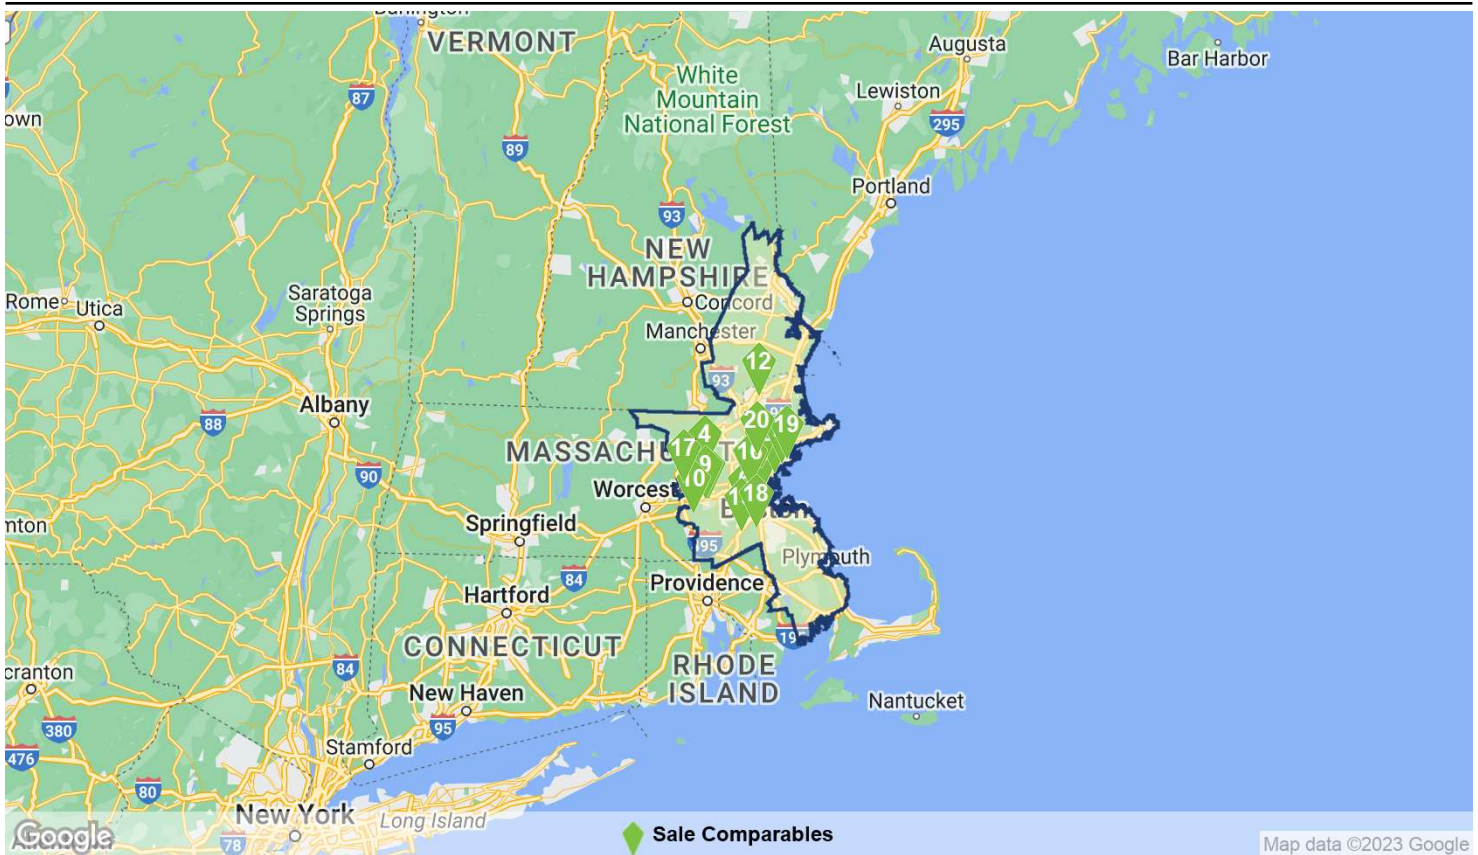 VERMONT
Augusta
Bar Harbor
White
Mountain
National Forest
Lewiston
87
295
own
89
Portland
93
NEW
HAMPSHIRE
Rome
Utica
Saratoga
Springs
Concord
Manchester
12
93
Albany
88
20
19
MASSACHU
4
17
16
9
90
10
Worcest
18
Springfield
95
Plymouth
84
Providence
Hartford
19
CONNECTICUT
cranton
84
RHODE
ISLAND
New Haven
Nantucket
380
95
Stamford
476
80
New York
Long Island
78
Google
Sale Comparables
Map data ©2023 Google